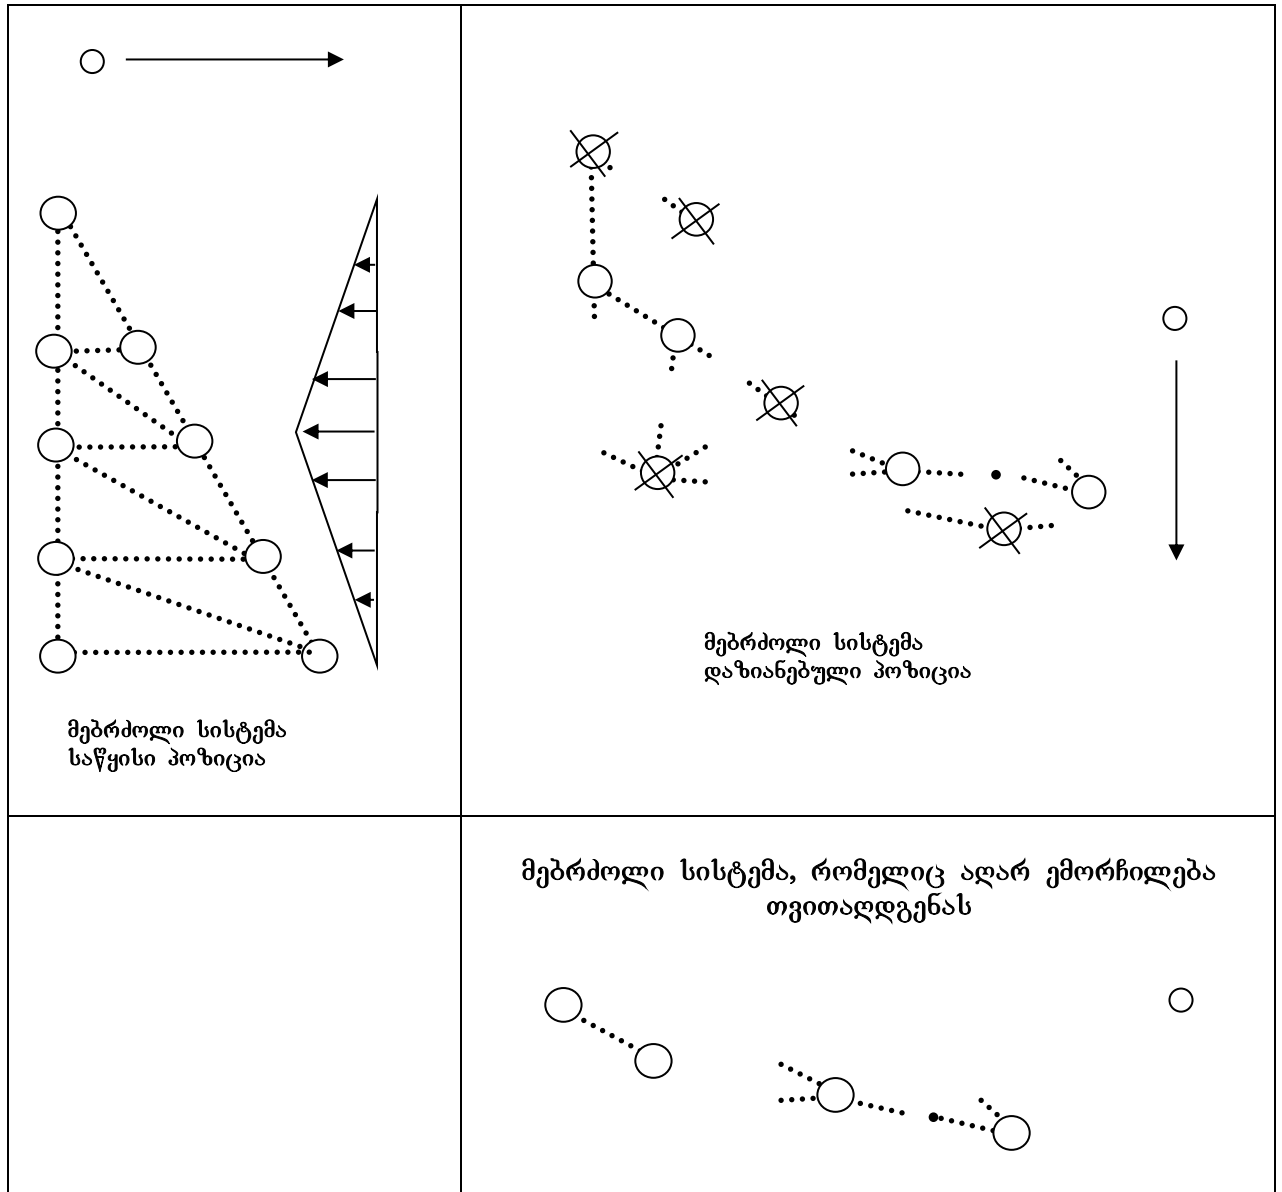 მებრძოლი სისტემა
საწყისი პოზიცია
მებრძოლი სისტემა
დაზიანებული პოზიცია
მებრძოლი სისტემა, რომელიც აღარ ემორჩილება
თვითაღდგენას